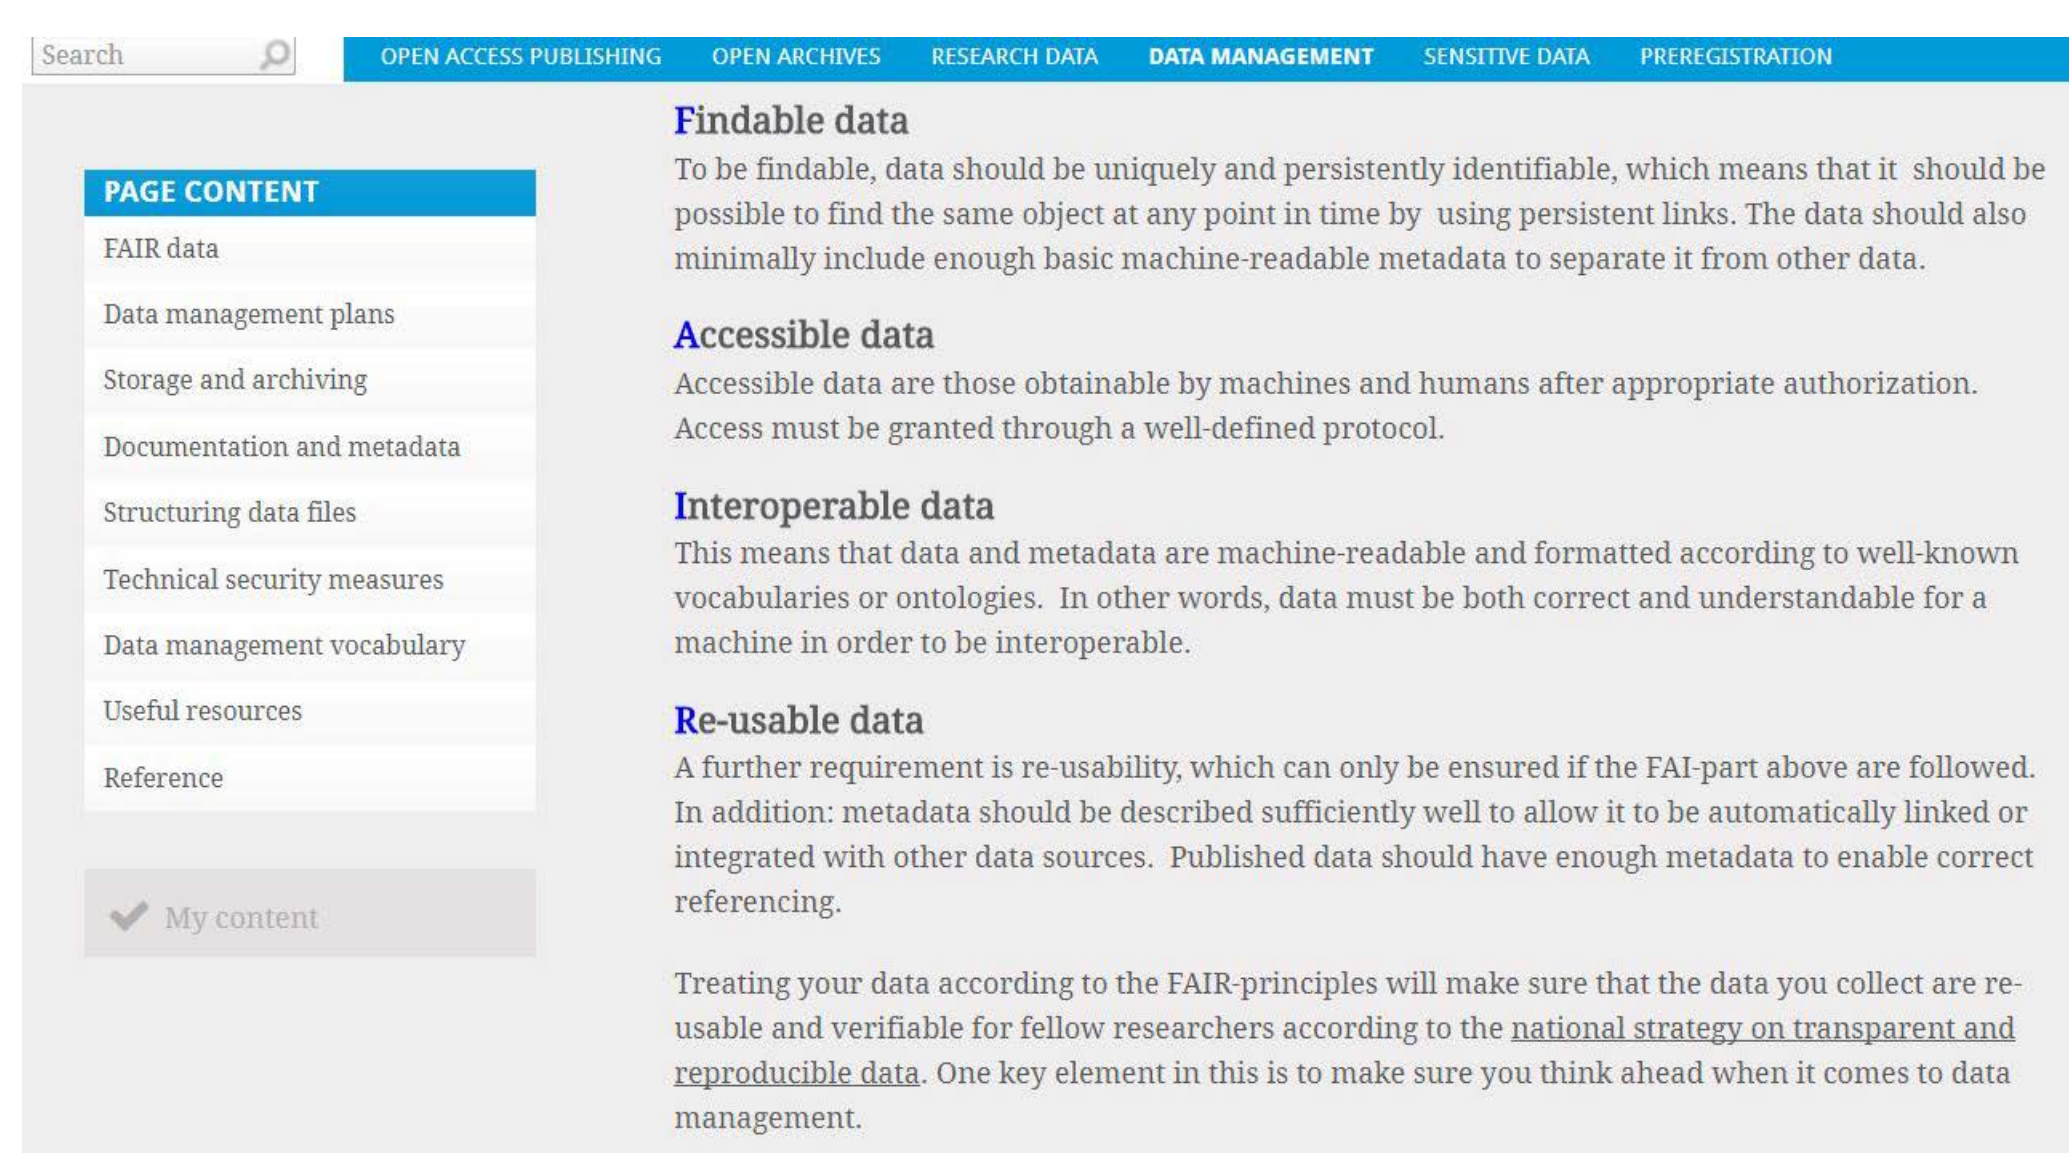 Search
OPEN ACCESS PUBLISHING OPEN ARCHIVES RESEARCH DATA DATA MANAGEMENT SENSITIVE DATA PREREGISTRATION
PAGE CONTENT
FAIR data
Data management plans
Storage and archiving
Documentation and metadata
Structuring data files
Technical security measures
Data management vocabulary
Useful resources
Reference
My content
Findable data
To be findable, data should be uniquely and persistently identifiable, which means that it should be
possible to find the same object at any point in time by using persistent links. The data should also
minimally include enough basic machine-readable metadata to separate it from other data.
Accessible data
Accessible data are those obtainable by machines and humans after appropriate authorization.
Access must be granted through a well-defined protocol.
Interoperable data
This means that data and metadata are machine-readable and formatted according to well-known
vocabularies or ontologies. In other words, data must be both correct and understandable for a
machine in order to be interoperable.
Re-usable data
A further requirement is re-usability, which can only be ensured if the FAI-part above are followed.
In addition: metadata should be described sufficiently well to allow it to be automatically linked or
integrated with other data sources. Published data should have enough metadata to enable correct
referencing.
Treating your data according to the FAIR-principles will make sure that the data you collect are re-
usable and verifiable for fellow researchers according to the national strategy on transparent and
reproducible data. One key element in this is to make sure you think ahead when it comes to data
management.